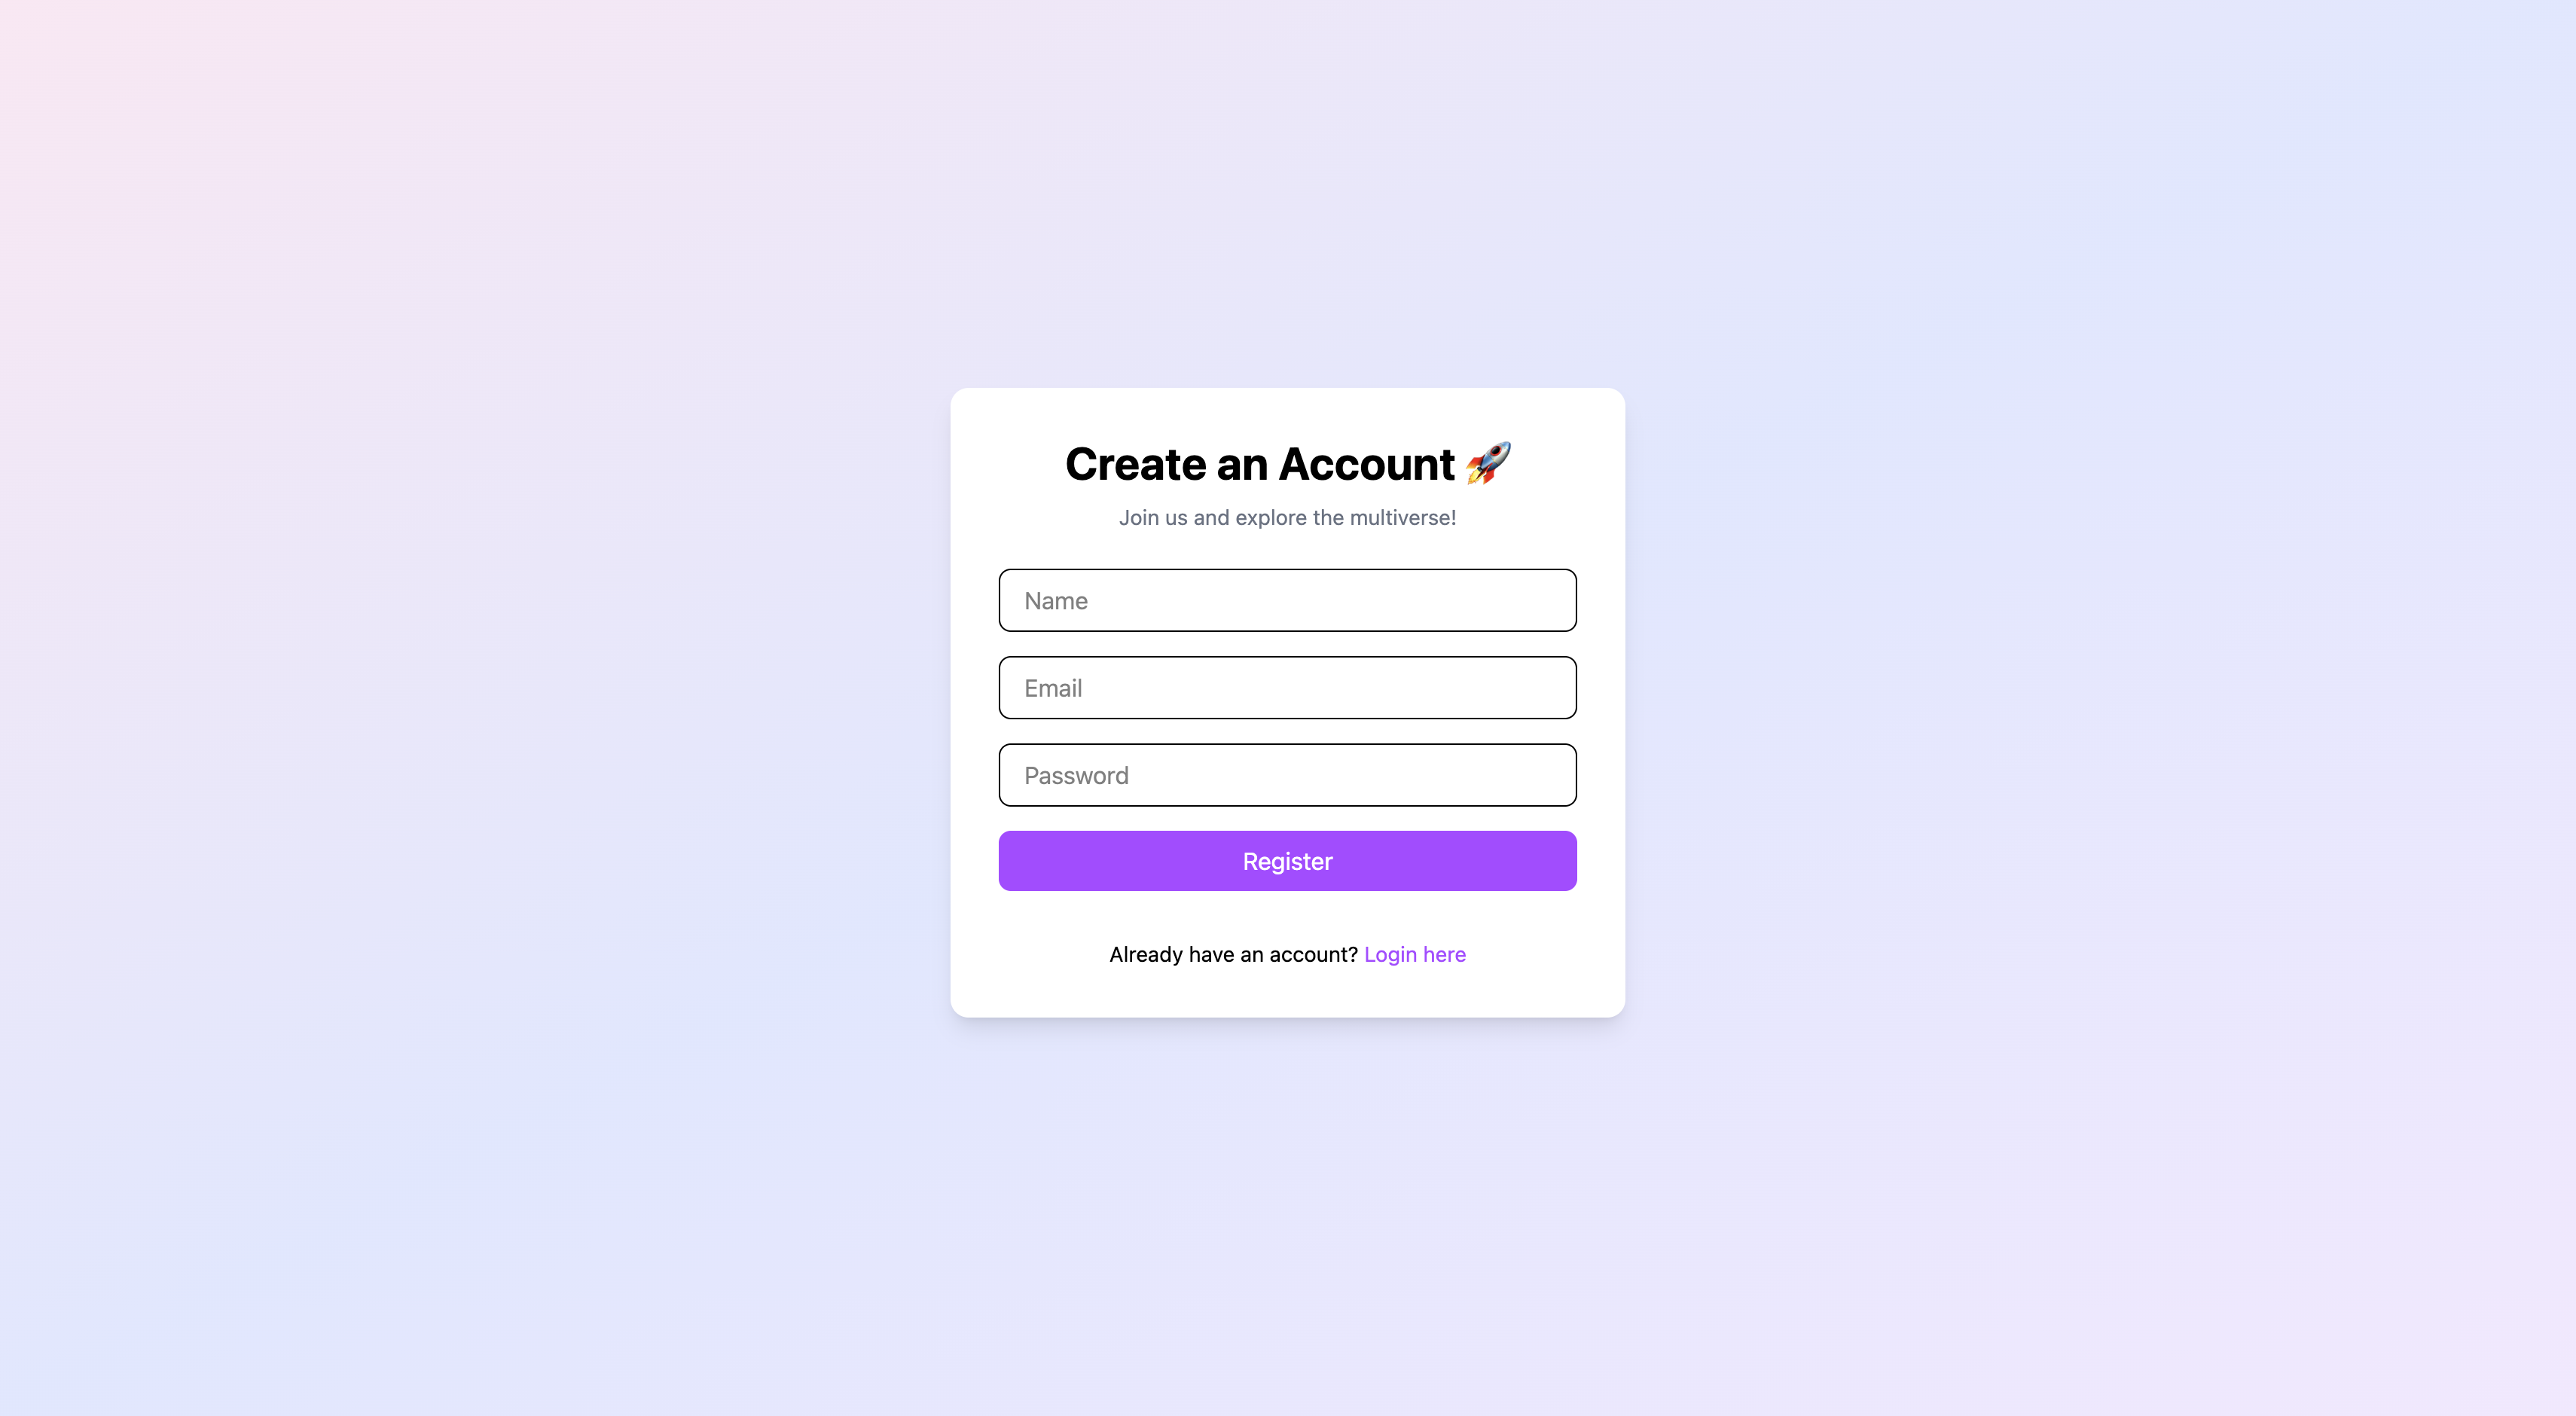 Create an Account 🚀
Join us and explore the multiverse!
Name
Email
Password
Register
Already have an account? Login here